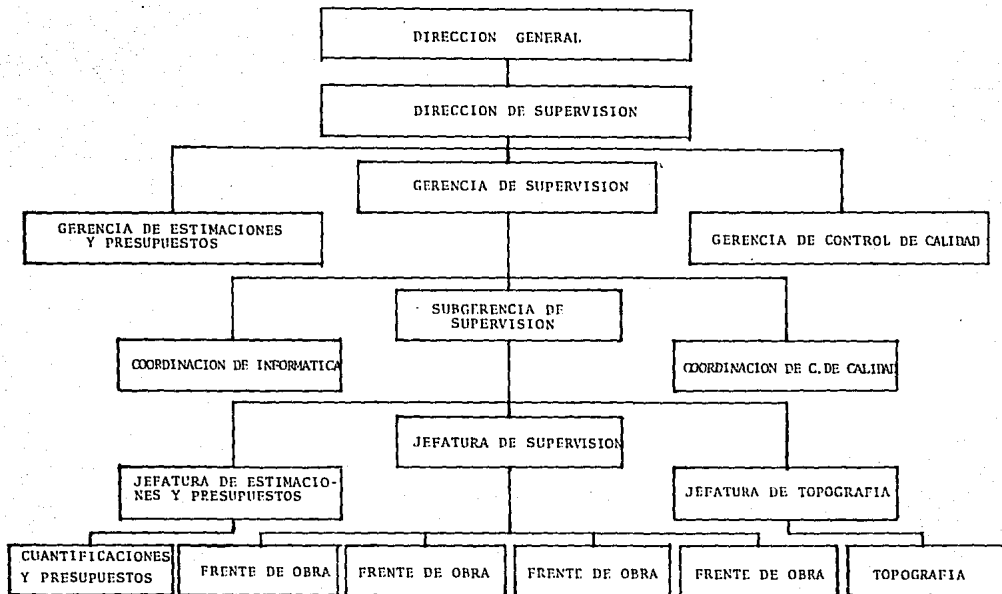 DIRECCION GENERAL
DIRECCION DE SUPERVISION
GERENCIA DE SUPERVISION
GERENCIA DE ESTIMACIONES
Y PRESUPUESTOS
GERENCIA DE CONTROL DE CALIDAD
SUBGERENCIA DE
SUPERVISION
COORDINACION DE INFORMATICA
COORDINACION DE C. DE CALIDAD
JEFATURA DE SUPERVISION
JEFATURA DE ESTIMACIO-
NES Y PRESUPUESTOS
JEFATURA DE TOPOGRAFIA
CUANTIFICACIONES
Y PRESUPUESTOS
FRENTE DE OBRA
FRENTE DE OBRA
FRENTE DE OBRA
FRENTE DE OBRA
TOPOGRAFIA